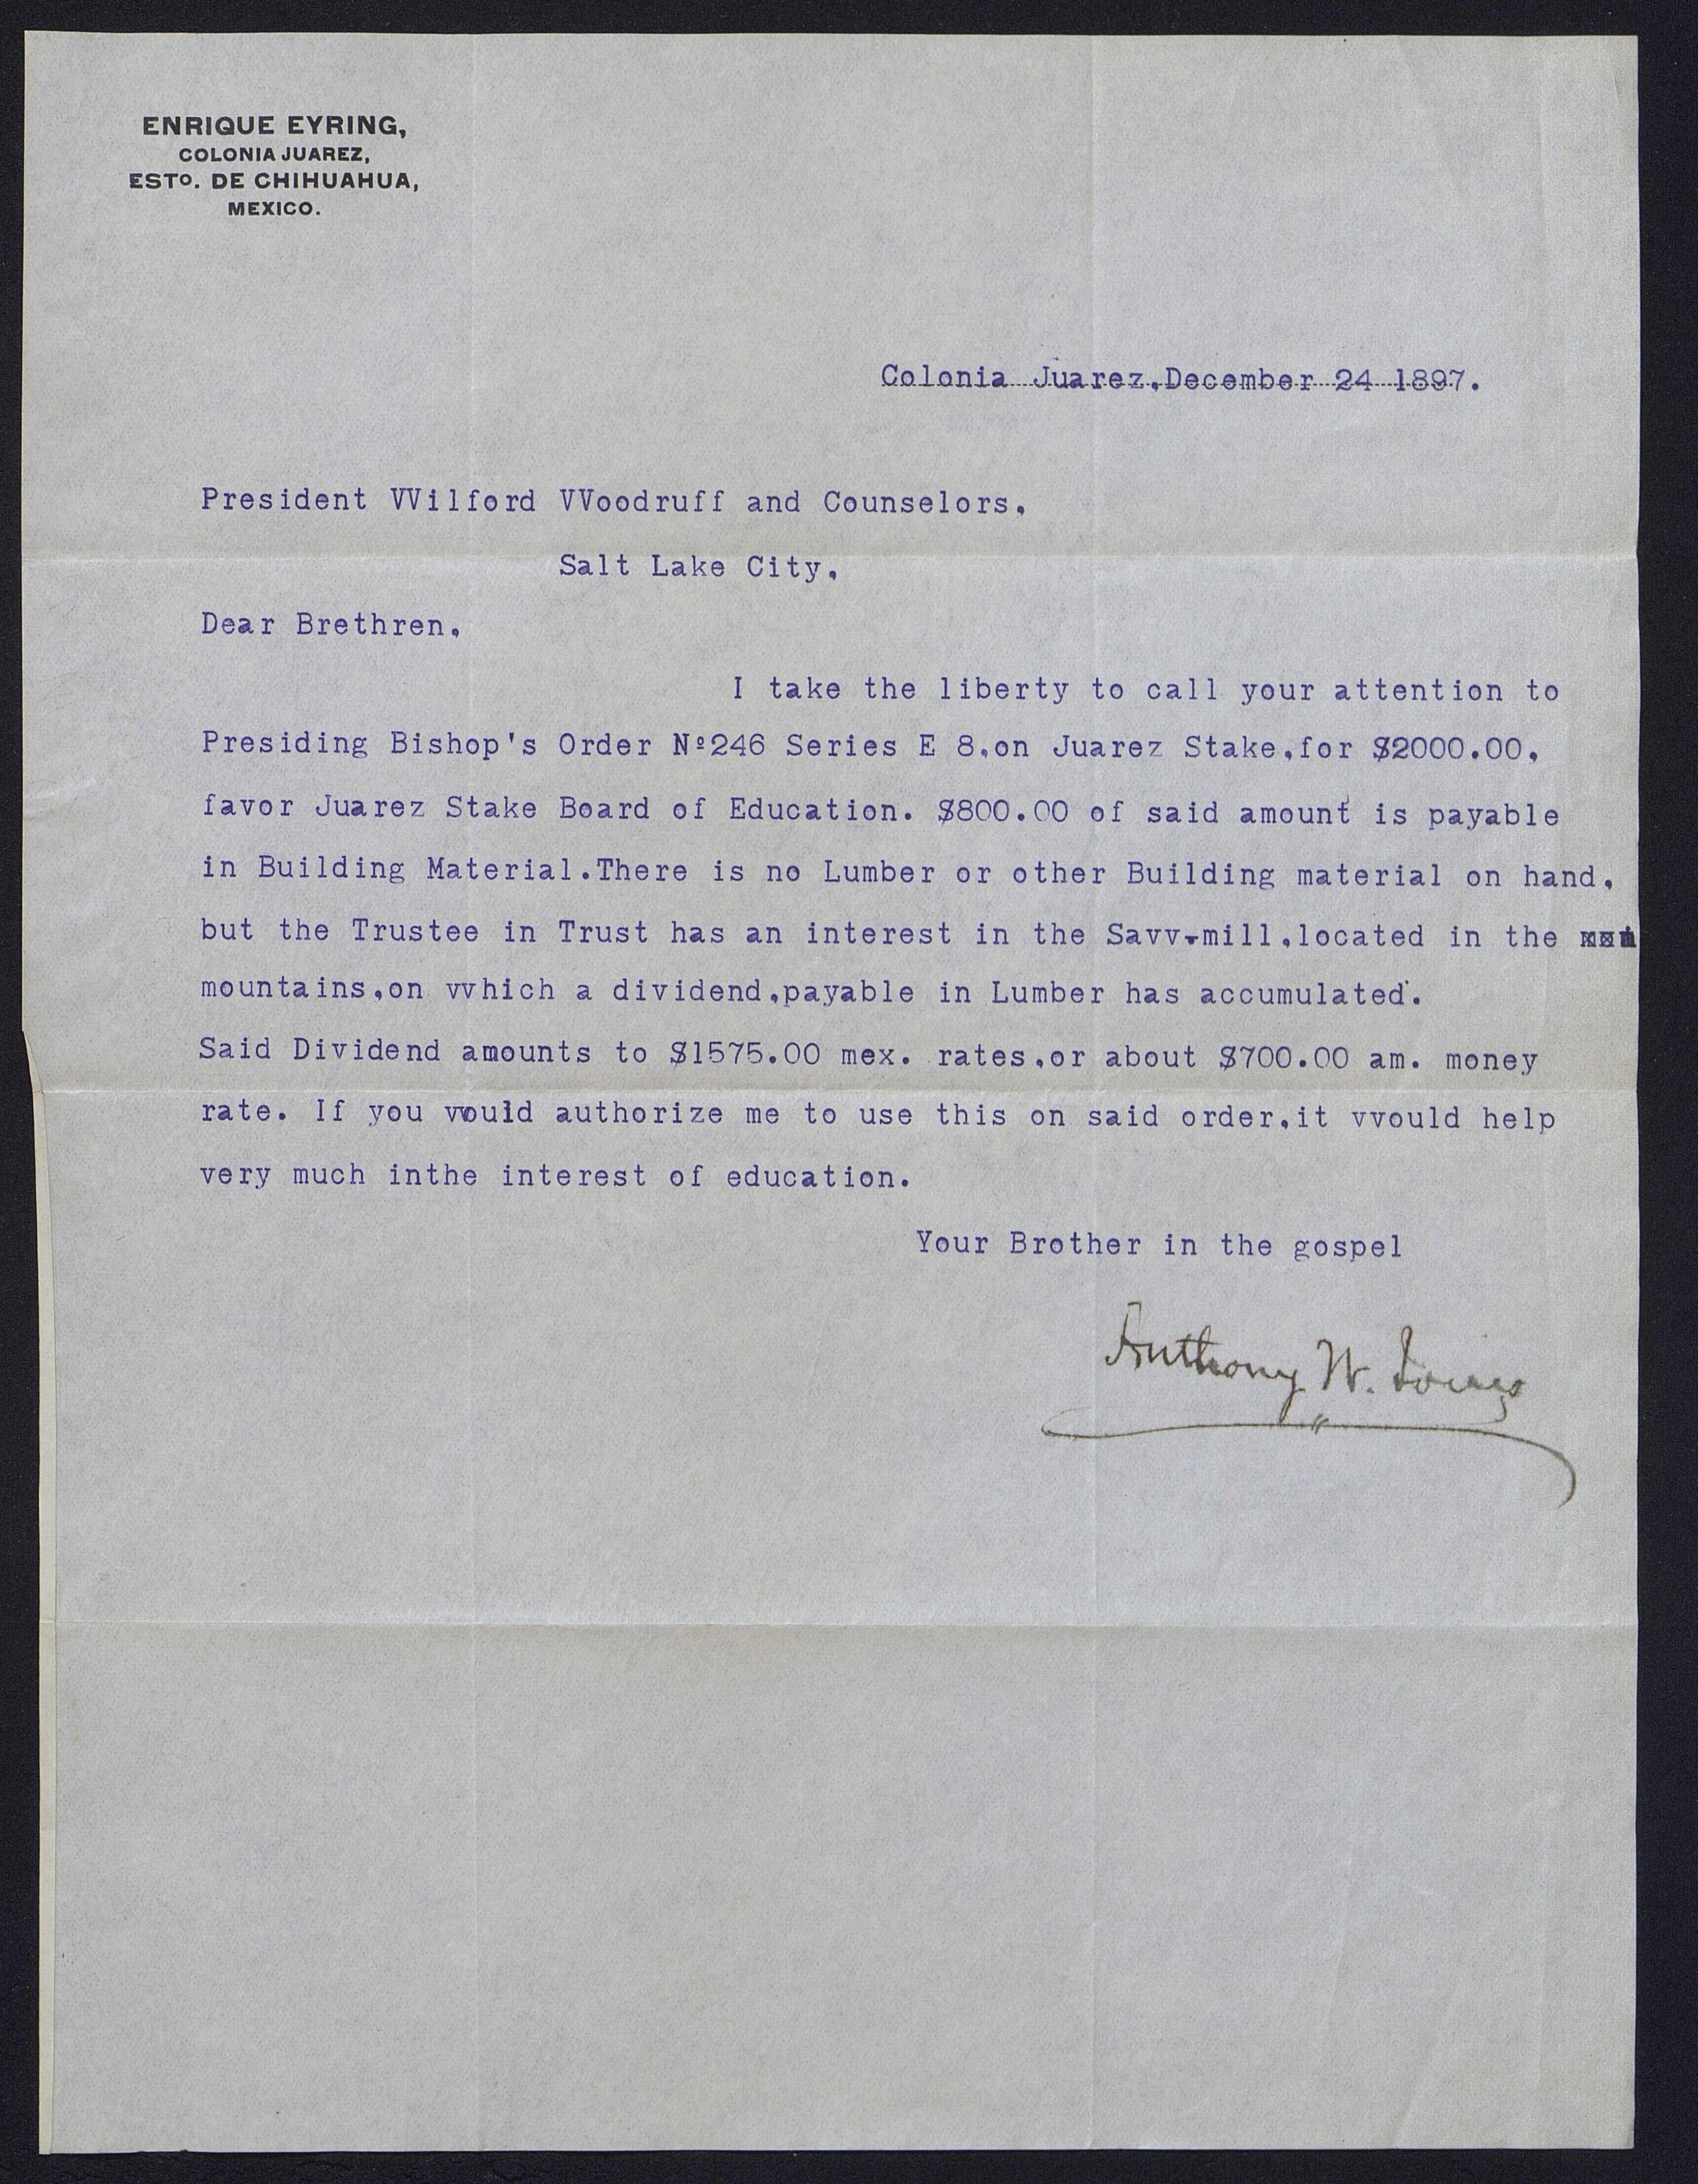 ENRIQUE EYRING,
COLONIA JUAREZ,
ESTO. DE CHIHUAHUA,
MEXICO.
Colonia Juarez,December 24 1897.
President VVilford VVoodruff and Counselors,
Salt Lake City,
Dear Brethren,
I take the liberty to call your attention to
Presiding Bishop's Order Nº246 Series E 8,on Juarez Stake,for $2000.00,
favor Juarez Stake Board of Education. $800.00 of said amount is payable
in Building Material.There is no Lumber or other Building material on hand,
but the Trustee in Trust has an interest in the Savv-mill,located in the
mountains,on vvhich a dividend,payable in Lumber has accumulated.
Said Dividend amounts to $1575.00 mex. rates,or about $700.00 am. money
rate. If you vvould authorize me to use this on said order,it vvould help
very much inthe interest of education.
Your Brother in the gospel
Anthony W. Ivins